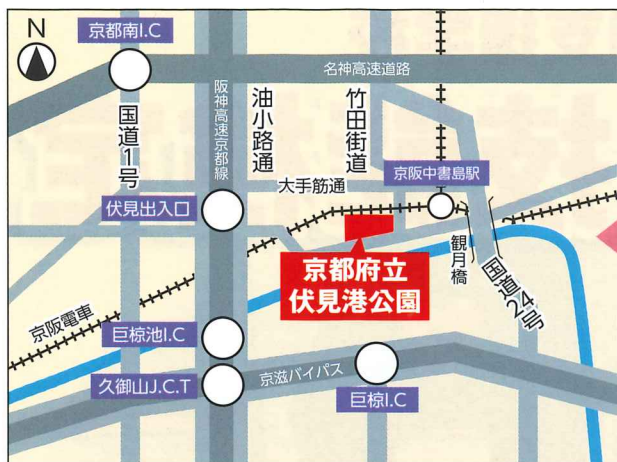 N
京都南I.C
名神高速道路
国道1号
阪神高速京都線
油小路通
竹田街道
大手筋通
京阪中書島駅
伏見出入口
観月橋
国道24号
京都府立
伏見港公園
京阪電車
巨椋池I.C
久御山J.C.T
京滋バイパス
巨椋I.C